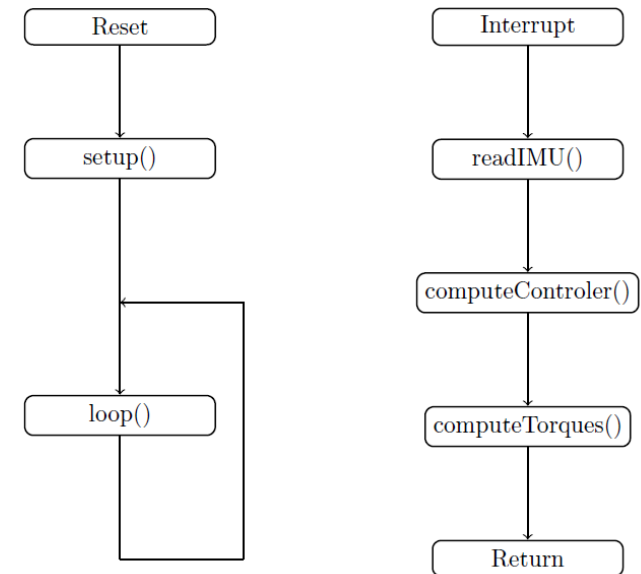 Reset
setup()
loop()
Interrupt
readIMU()
computeControler()
computeTorques()
Return